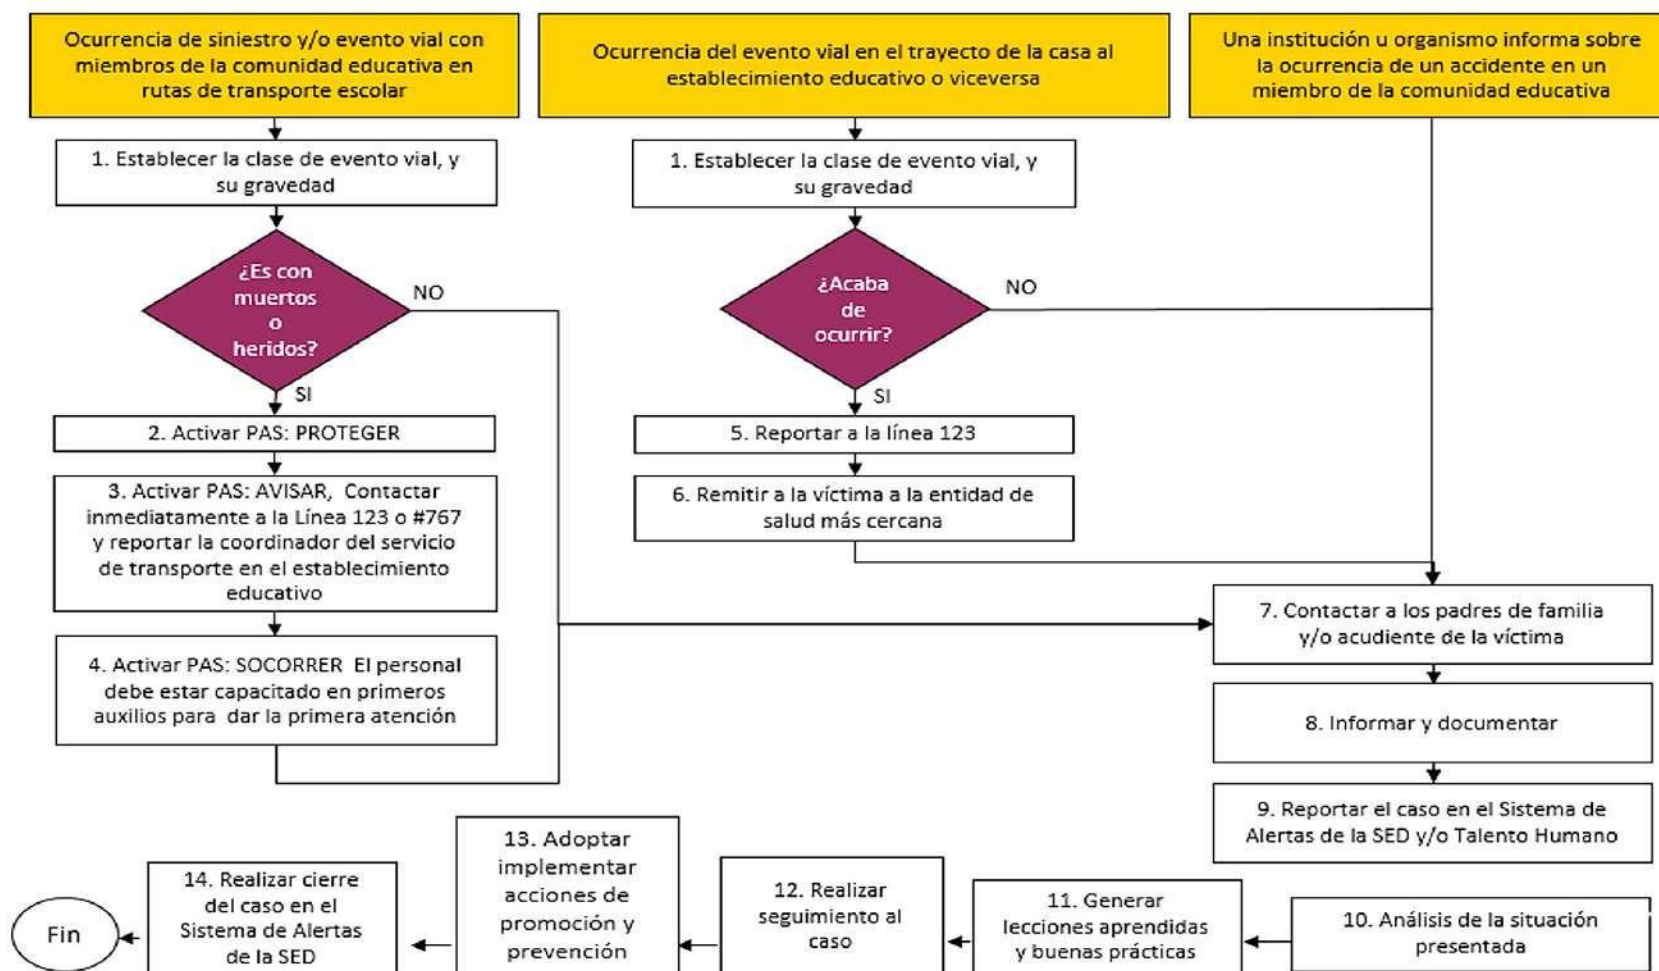 Ocurrencia de siniestro y/o evento vial con
miembros de la comunidad educativa en
rutas de transporte escolar
Ocurrencia del evento vial en el trayecto de la casa al
establecimiento educativo o viceversa
Una institución u organismo informa sobre
la ocurrencia de un accidente en un
miembro de la comunidad educativa
1. Establecer la clase de evento vial, y
su gravedad
¿Es con
muertos
o
heridos?
NO
SI
2. Activar PAS: PROTEGER
3. Activar PAS: AVISAR, Contactar
inmediatamente a la Línea 123 o #767
y reportar la coordinador del servicio
de transporte en el establecimiento
educativo
4. Activar PAS: SOCORRER El personal
debe estar capacitado en primeros
auxilios para dar la primera atención
1. Establecer la clase de evento vial, y
su gravedad
¿Acaba
de
ocurrir?
NO
SI
5. Reportar a la línea 123
6. Remitir a la víctima a la entidad de
salud más cercana
7. Contactar a los padres de familia
y/o acudiente de la víctima
8. Informar y documentar
9. Reportar el caso en el Sistema de
Alertas de la SED y/o Talento Humano
10. Análisis de la situación
presentada
11. Generar
lecciones aprendidas
y buenas prácticas
12. Realizar
seguimiento al
caso
13. Adoptar
implementar
acciones de
promoción y
prevención
14. Realizar cierre
del caso en el
Sistema de Alertas
de la SED
Fin